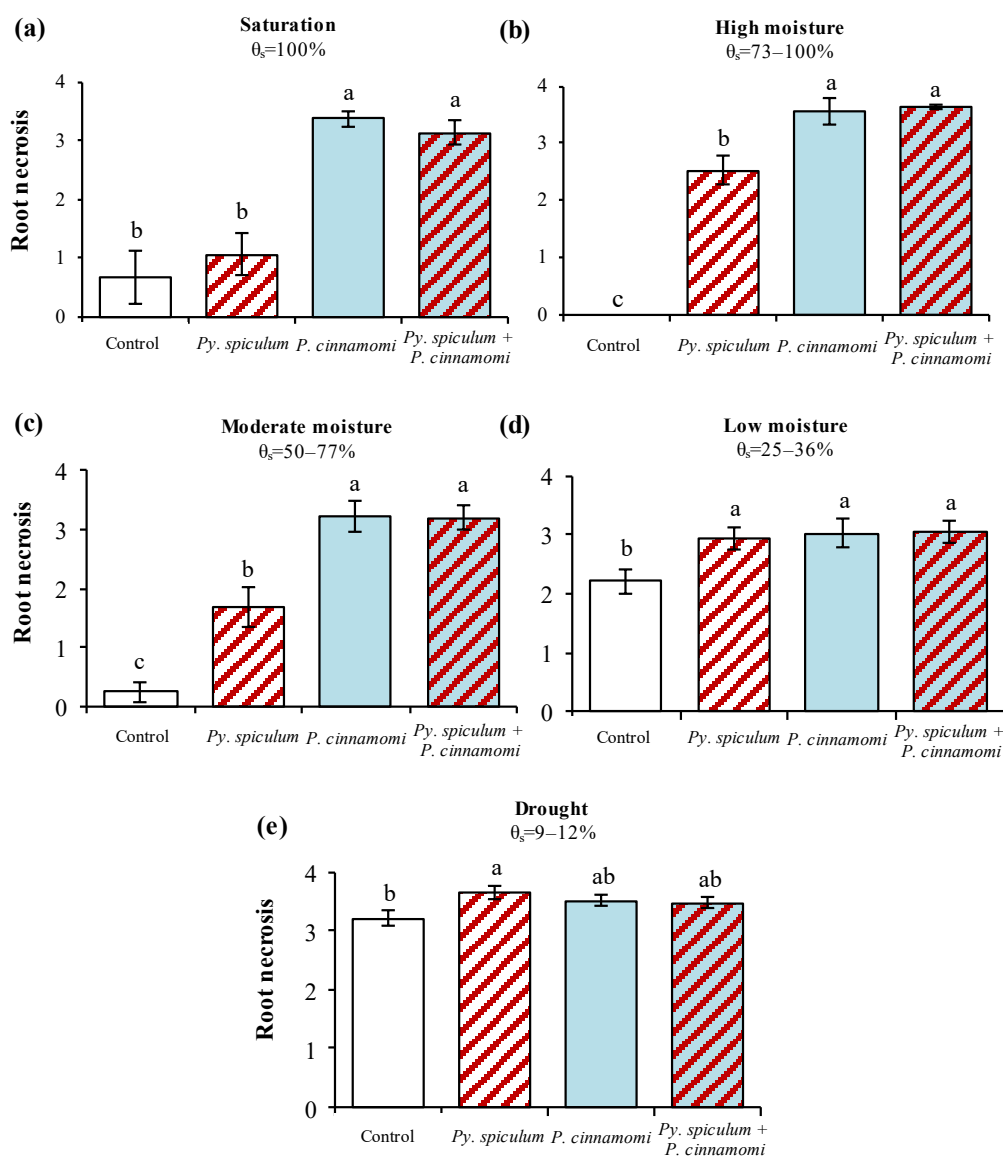 (a)
Saturation
θs=100%
Root necrosis
4
3
2
1
0
b
b
a
a
Control
Py. spiculum
P. cinnamomi
Py. spiculum +
P. cinnamomi
(b)
High moisture
θs=73–100%
4
3
2
1
0
c
b
a
a
Control
Py. spiculum
P. cinnamomi
Py. spiculum +
P. cinnamomi
(c)
Moderate moisture
θs=50–77%
Root necrosis
4
3
2
1
0
c
b
a
a
Control
Py. spiculum
P. cinnamomi
Py. spiculum +
P. cinnamomi
(d)
Low moisture
θs=25–36%
4
3
2
1
0
b
a
a
a
Control
Py. spiculum
P. cinnamomi
Py. spiculum +
P. cinnamomi
(e)
Drought
θs=9–12%
Root necrosis
4
3
2
1
0
b
a
ab
ab
Control
Py. spiculum
P. cinnamomi
Py. spiculum +
P. cinnamomi